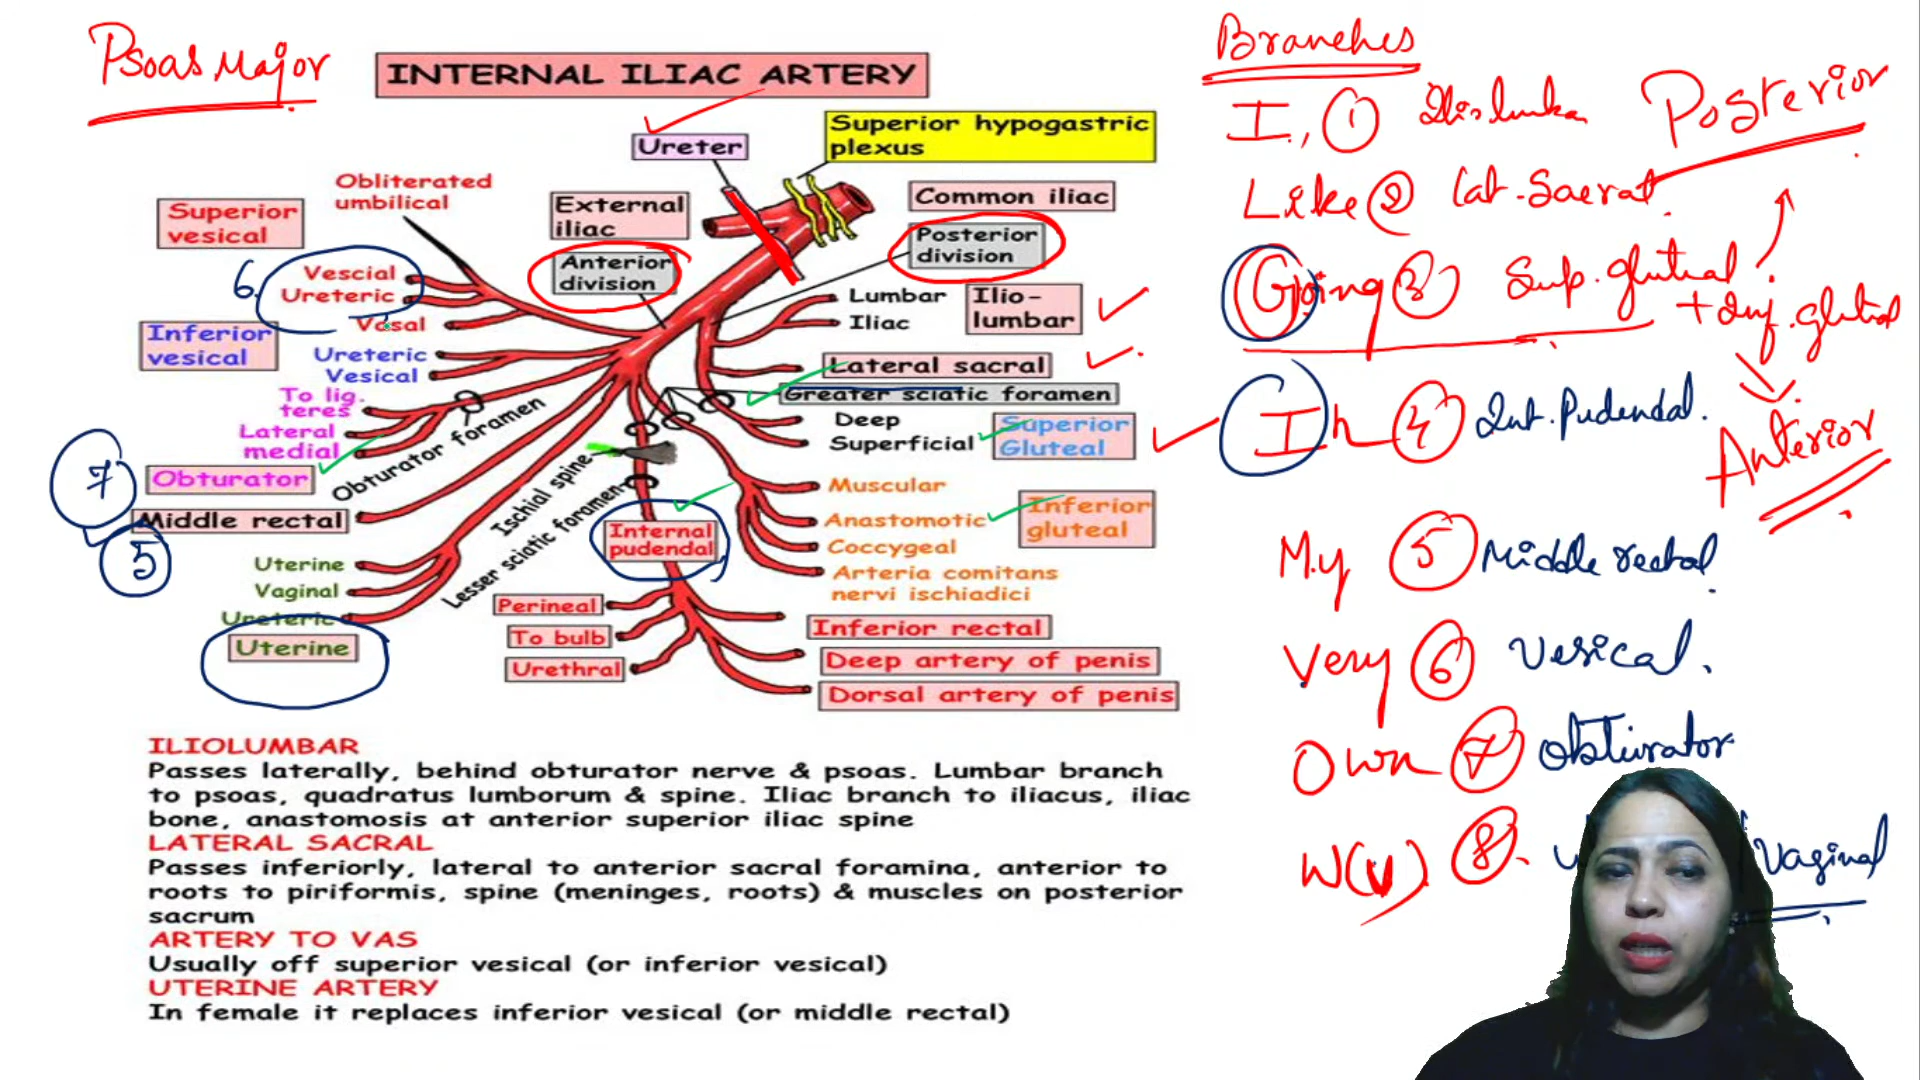 Psoas Major
INTERNAL ILIAC ARTERY
Ureter
Superior hypogastric
plexus
Obliterated
umbilical
Superior
vesical
External
iliac
Common iliac
Anterior
division
Posterior
division
6.
Vescial
Ureteric
Vasal
Lumbar
Iliac
Ilio-
lumbar
Inferior
vesical
Ureteric
Vesical
Lateral sacral
Greater sciatic foramen
To lig.
teres
Lateral
medial
Obturator
Obturator foramen
Deep
Superficial
Superior
Gluteal
7
Middle rectal
5
Ischial spine
Lesser sciatic foramen
Internal
pudendal
Muscular
Anastomotic
Coccygeal
Arteria comitans
nervi ischiadici
Inferior
gluteal
Uterine
Vaginal
Ureteric
Uterine
Perineal
To bulb
Urethral
Inferior rectal
Deep artery of penis
Dorsal artery of penis
ILIOLUMBAR
Passes laterally, behind obturator nerve & psoas. Lumbar branch
to psoas, quadratus lumborum & spine. Iliac branch to iliacus, iliac
bone, anastomosis at anterior superior iliac spine
LATERAL SACRAL
Passes inferiorly, lateral to anterior sacral foramina, anterior to
roots to piriformis, spine (meninges, roots) & muscles on posterior
sacrum
ARTERY TO VAS
Usually off superior vesical (or inferior vesical)
UTERINE ARTERY
In female it replaces inferior vesical (or middle rectal)
Branches
I, 1
Posterior
Like 2 Lat. Sacral
Going 3 Sup. gluteal
+ Inf. gluteal
In 4 Int. Pudendal.
Anterior
My 5 Middle rectal
Very 6 Vesical.
Own 7 Obturator
W(U) 8. Vaginal